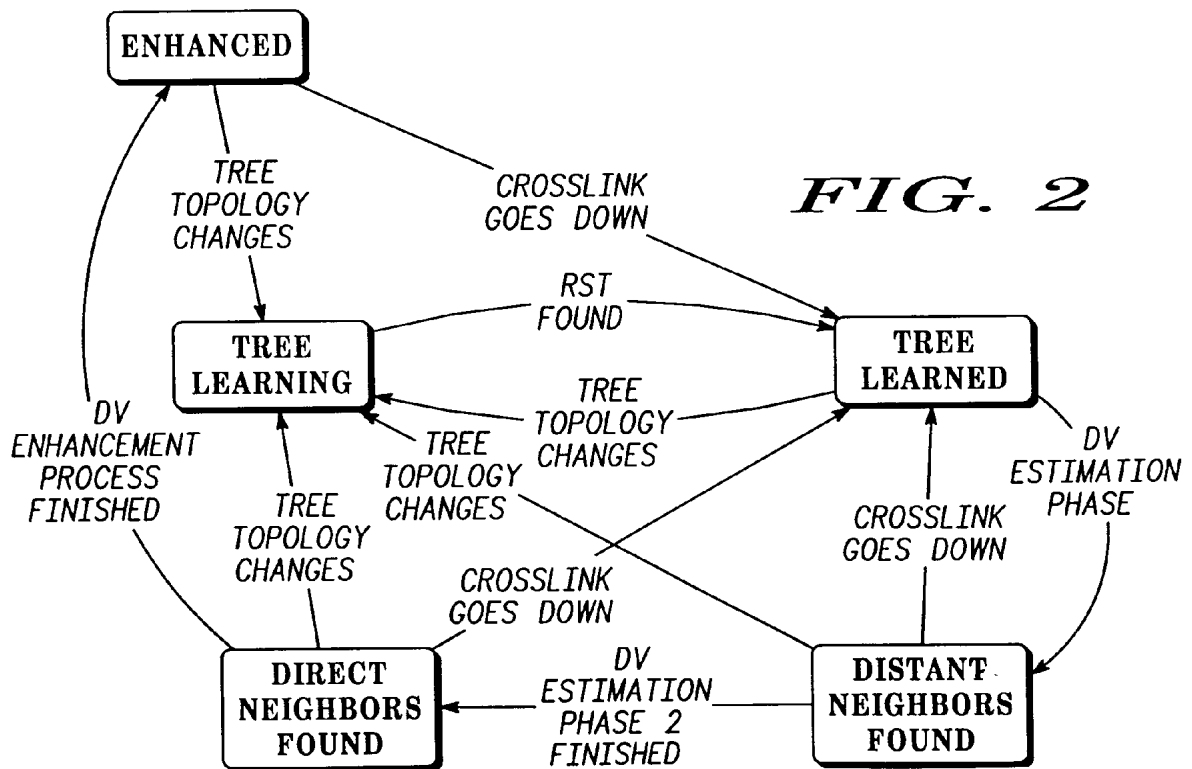 ENHANCED
TREE
TOPOLOGY
CHANGES
CROSSLINK
GOES DOWN
FIG. 2
RST
FOUND
TREE
LEARNING
TREE
LEARNED
TREE
TOPOLOGY
CHANGES
DV
ENHANCEMENT
PROCESS
FINISHED
TREE
TOPOLOGY
CHANGES
TREE
TOPOLOGY
CHANGES
DV
ESTIMATION
PHASE
CROSSLINK
GOES DOWN
CROSSLINK
GOES DOWN
DIRECT
NEIGHBORS
FOUND
DV
ESTIMATION
PHASE 2
FINISHED
DISTANT
NEIGHBORS
FOUND